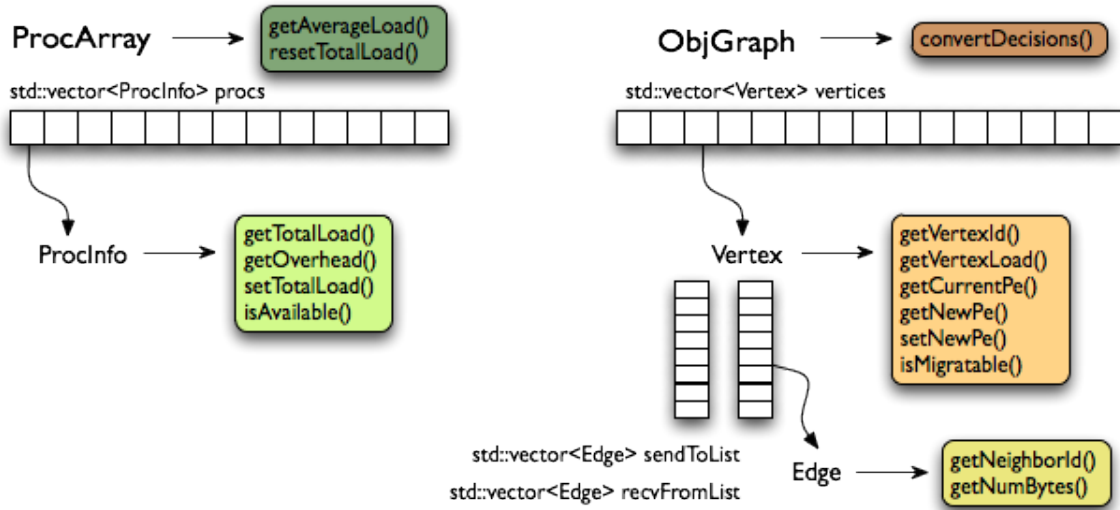 ProcArray
getAverageLoad()
resetTotalLoad()
std::vector<ProcInfo> procs
ProcInfo
getTotalLoad()
getOverhead()
setTotalLoad()
isAvailable()
ObjGraph
convertDecisions()
std::vector<Vertex> vertices
Vertex
getVertexId()
getVertexLoad()
getCurrentPe()
getNewPe()
setNewPe()
isMigratable()
std::vector<Edge> sendToList
std::vector<Edge> recvFromList
Edge
getNeighborId()
getNumBytes()